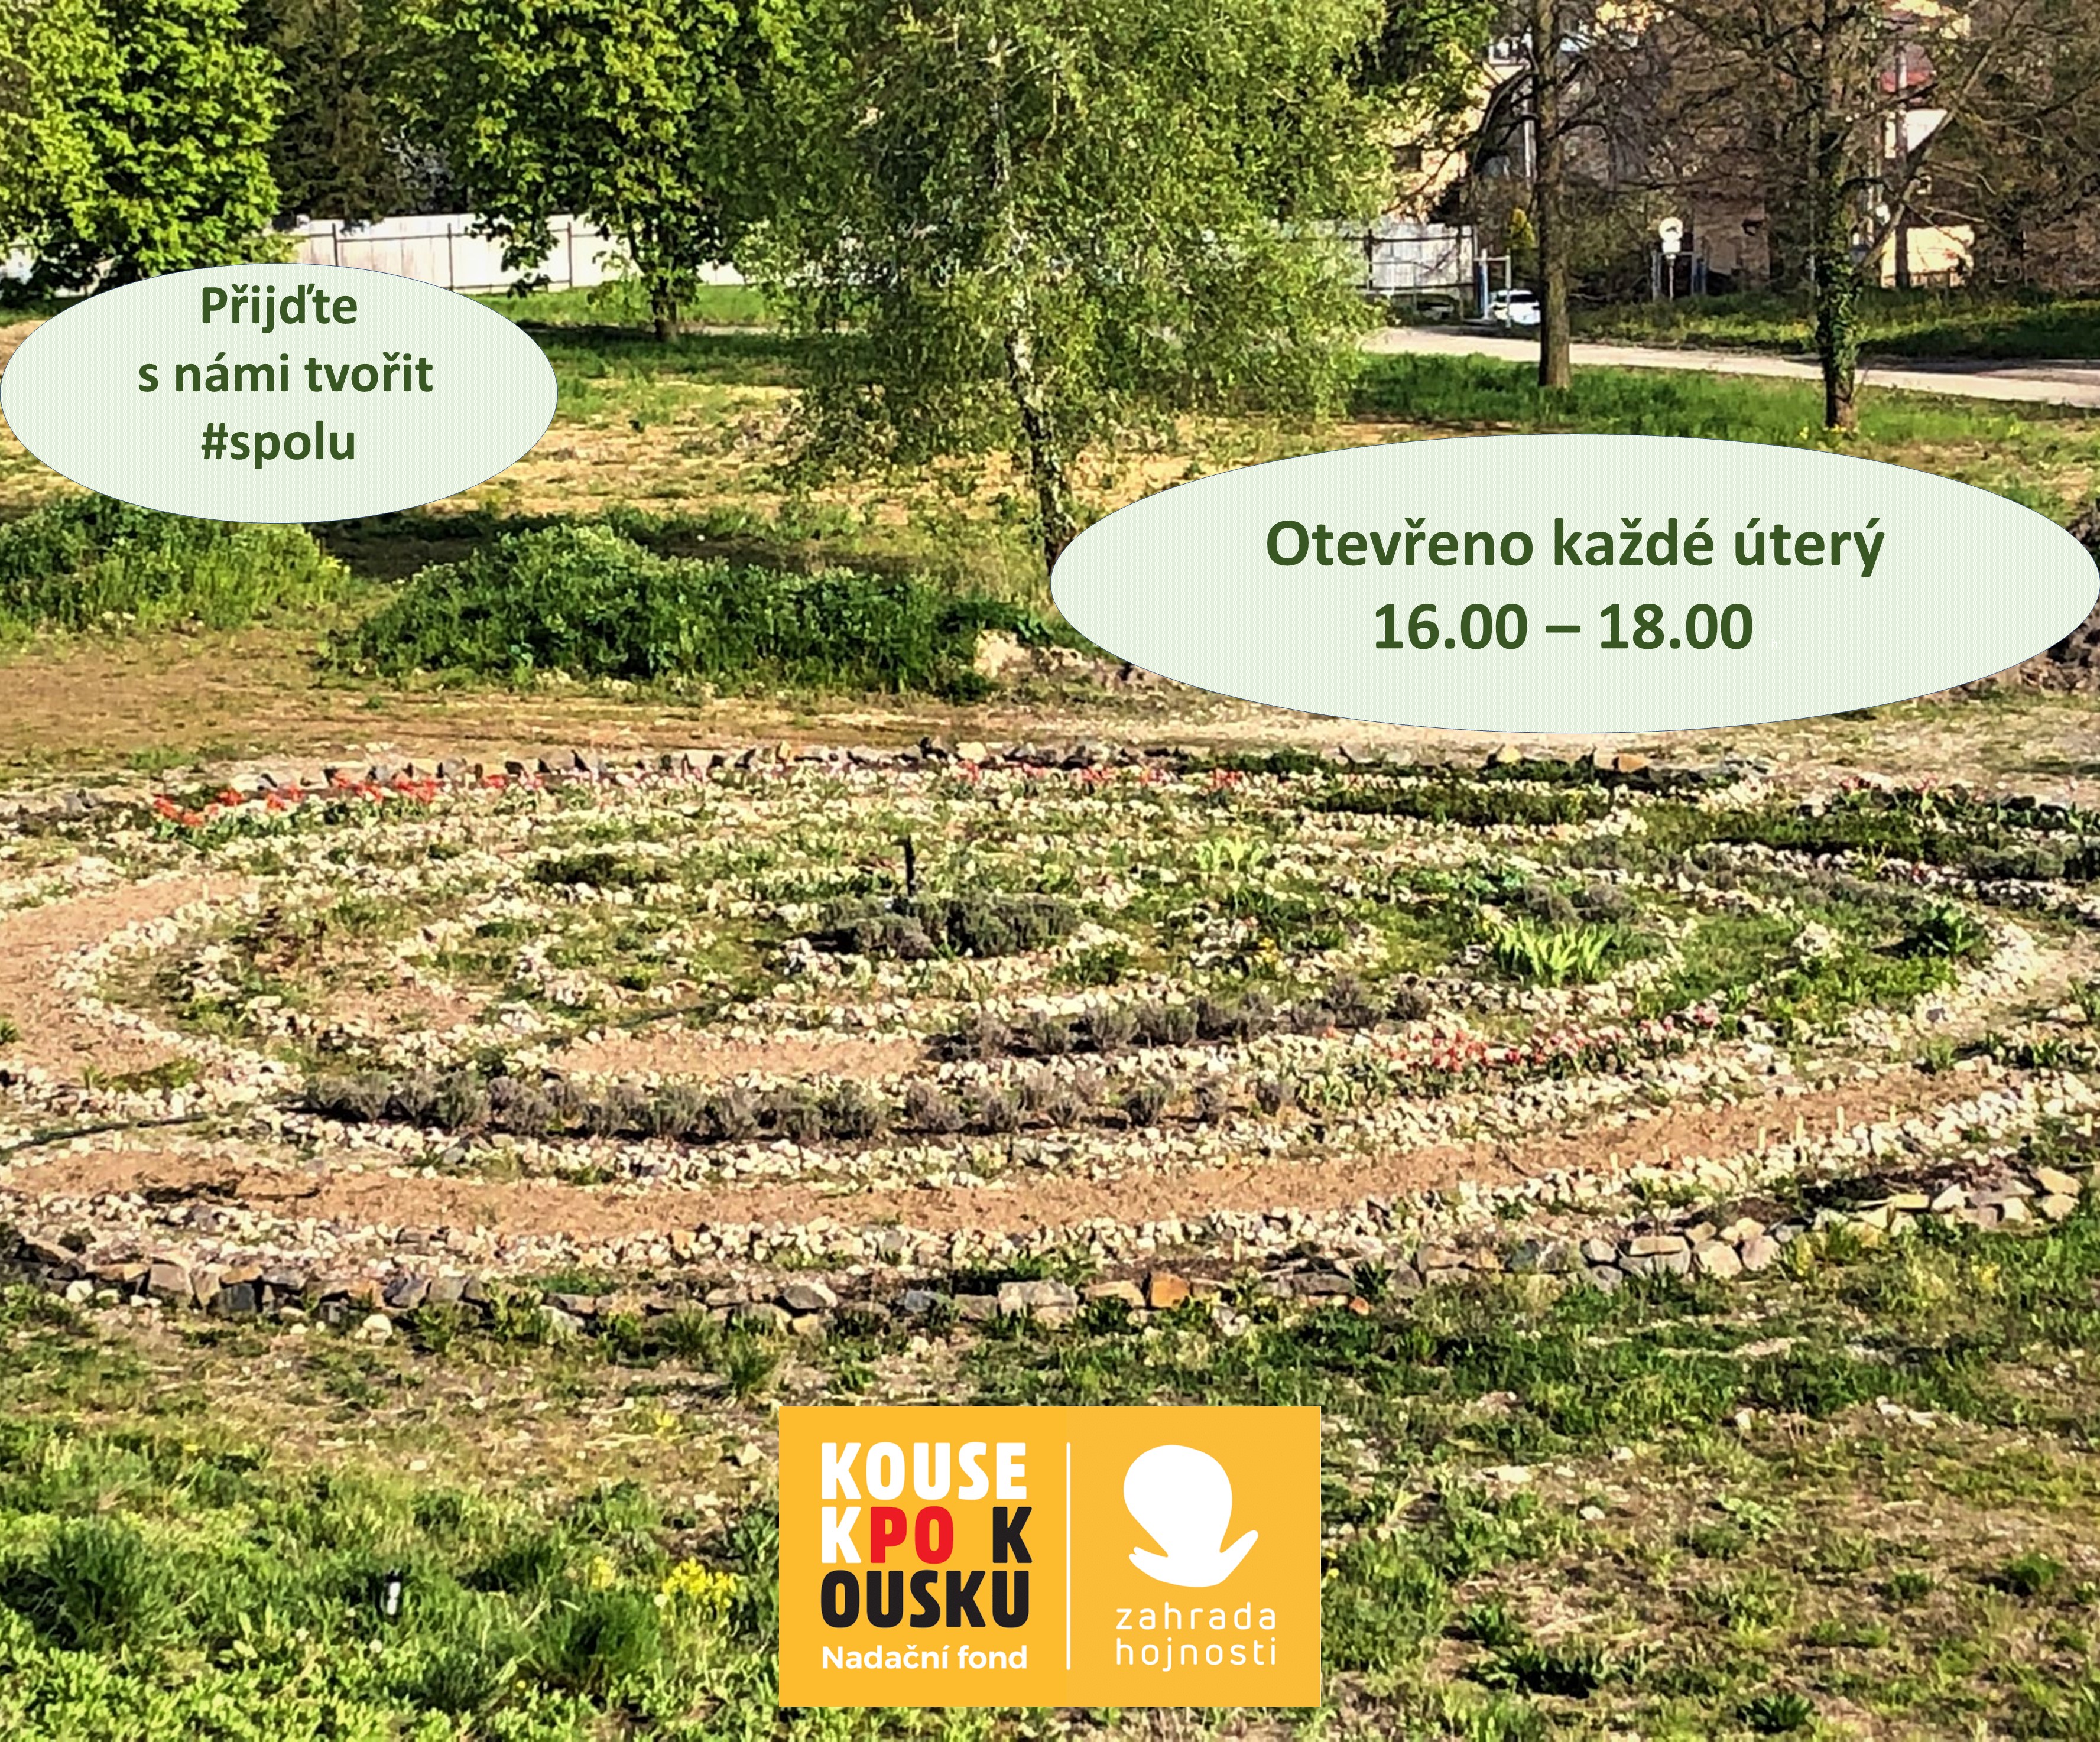 Přijďte
s námi tvořit
#spolu
Otevřeno každé úterý
16.00 – 18.00 h
KOUSE
KPO K
OUSKU
Nadační fond
zahrada
hojnosti